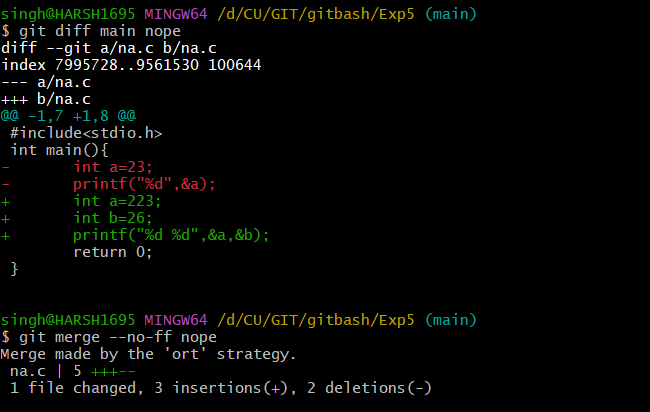 singh@HARSH1695 MINGW64 /d/CU/GIT/gitbash/Exp5 (main)
$ git diff main nope
diff --git a/na.c b/na.c
index 7995728..9561530 100644
--- a/na.c
+++ b/na.c
@@ -1,7 +1,8 @@
 #include<stdio.h>
 int main(){
-       int a=23;
-       printf("%d",&a);
+       int a=223;
+       int b=26;
+       printf("%d %d",&a,&b);
        return 0;
 }
singh@HARSH1695 MINGW64 /d/CU/GIT/gitbash/Exp5 (main)
$ git merge --no-ff nope
Merge made by the 'ort' strategy.
 na.c | 5 +++--
 1 file changed, 3 insertions(+), 2 deletions(-)